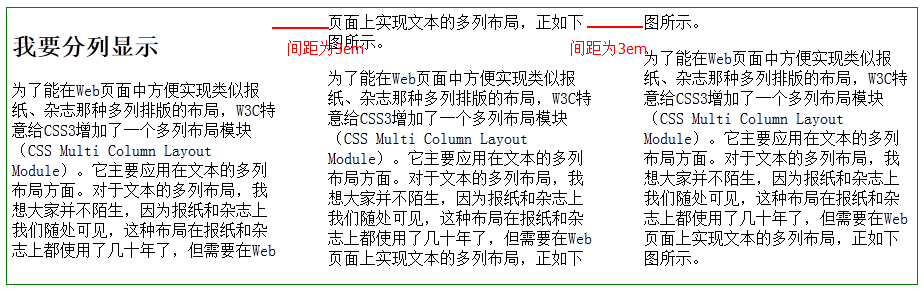 我要分列显示
为了能在Web页面中方便实现类似报
纸、杂志那种多列排版的布局，W3C特
意给CSS3增加了一个多列布局模块
（CSS Multi Column Layout
Module）。它主要应用在文本的多列
布局方面。对于文本的多列布局，我
想大家并不陌生，因为报纸和杂志上
我们随处可见，这种布局在报纸和杂
志上都使用了几十年了，但需要在Web
页面上实现文本的多列布局，正如下
图所示。
间距为3em
为了能在Web页面中方便实现类似报
纸、杂志那种多列排版的布局，W3C特
意给CSS3增加了一个多列布局模块
（CSS Multi Column Layout
Module）。它主要应用在文本的多列
布局方面。对于文本的多列布局，我
想大家并不陌生，因为报纸和杂志上
我们随处可见，这种布局在报纸和杂
志上都使用了几十年了，但需要在Web
页面上实现文本的多列布局，正如下
图所示。
间距为3em
为了能在Web页面中方便实现类似报
纸、杂志那种多列排版的布局，W3C特
意给CSS3增加了一个多列布局模块
（CSS Multi Column Layout
Module）。它主要应用在文本的多列
布局方面。对于文本的多列布局，我
想大家并不陌生，因为报纸和杂志上
我们随处可见，这种布局在报纸和杂
志上都使用了几十年了，但需要在Web
页面上实现文本的多列布局，正如下
图所示。